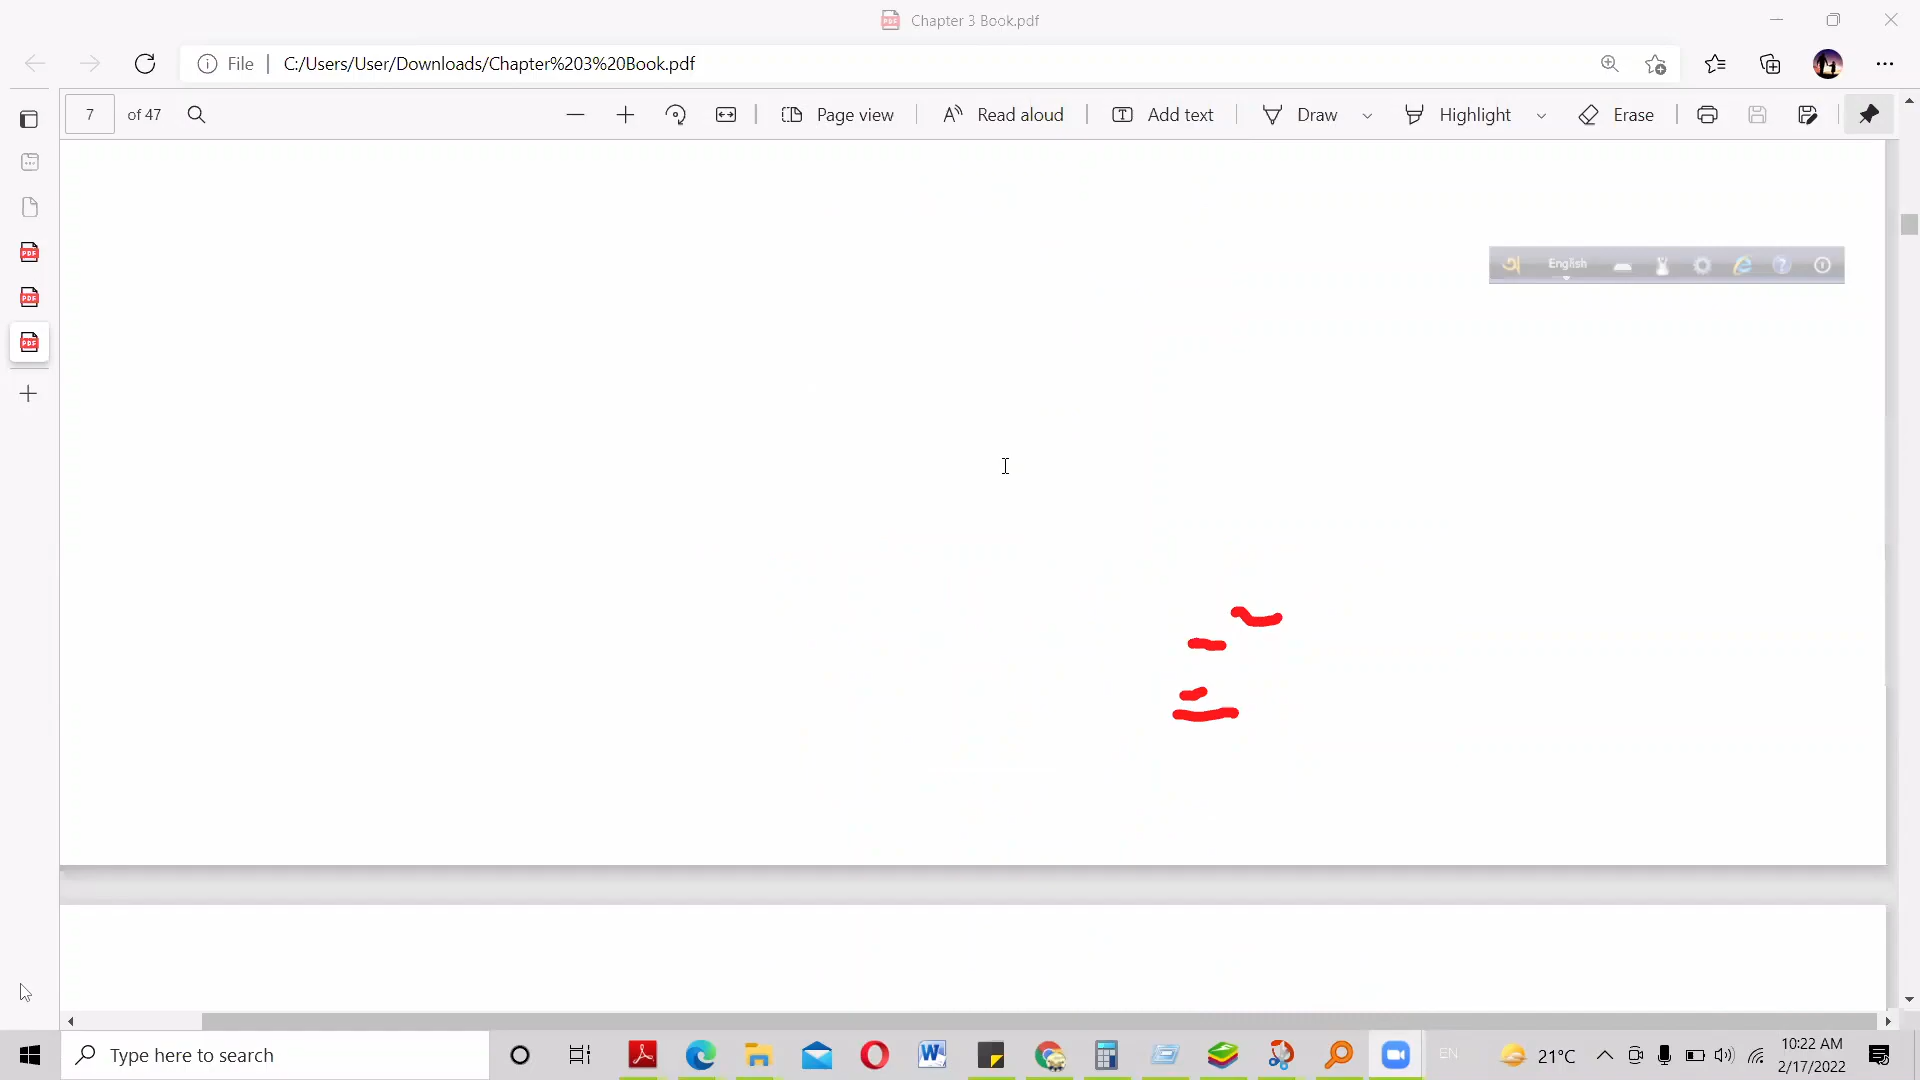 Chapter 3 Book.pdf
File C:/Users/User/Downloads/Chapter%203%20Book.pdf
7 of 47 Page view Read aloud Add text Draw Highlight Erase
অ English
Type here to search EN 21°C 10:22 AM
2/17/2022